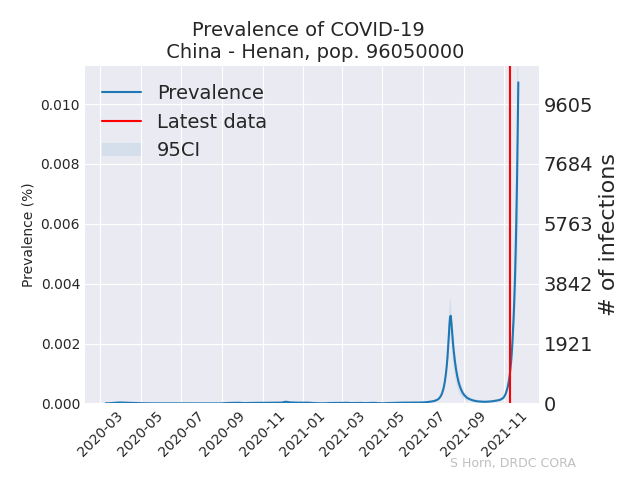 Prevalence of COVID-19
China - Henan, pop. 96050000
Prevalence
Latest data
95CI
Prevalence (%)
0.010
0.008
0.006
0.004
0.002
0.000
9605
7684
5763
3842
1921
0
# of infections
2020-03
2020-05
2020-07
2020-09
2020-11
2021-01
2021-03
2021-05
2021-07
2021-09
2021-11
S Horn, DRDC CORA